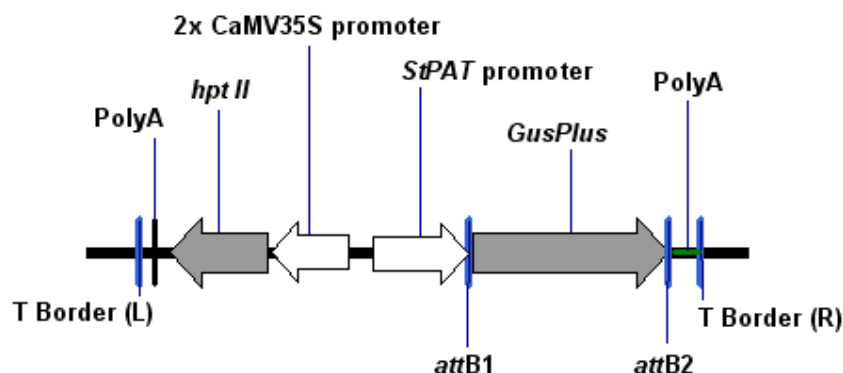 2x CaMV35S promoter
StPAT promoter
hpt II
PolyA
PolyA
GusPlus
T Border (L)
T Border (R)
attB1
attB2